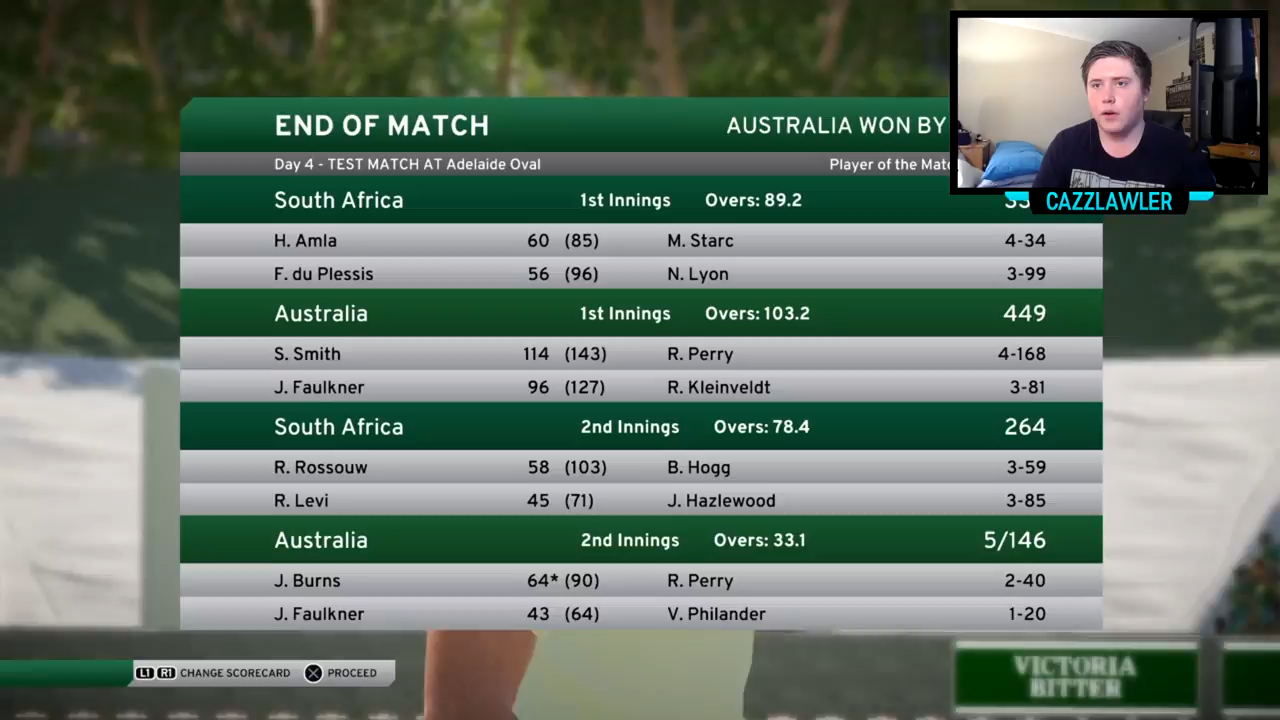 END OF MATCH AUSTRALIA WON BY
Day 4 - TEST MATCH AT Adelaide Oval Player of the
CAZZLAWLER
South Africa 1st Innings Overs: 89.2
H. Amla 60 (85) M. Starc 4-34
F. du Plessis 56 (96) N. Lyon 3-99
Australia 1st Innings Overs: 103.2 449
S. Smith 114 (143) R. Perry 4-168
J. Faulkner 96 (127) R. Kleinveldt 3-81
South Africa 2nd Innings Overs: 78.4 264
R. Rossouw 58 (103) B. Hogg 3-59
R. Levi 45 (71) J. Hazlewood 3-85
Australia 2nd Innings Overs: 33.1 5/146
J. Burns 64* (90) R. Perry 2-40
J. Faulkner 43 (64) V. Philander 1-20
L1 R1 CHANGE SCORECARD X PROCEED
VICTORIA
BITTER